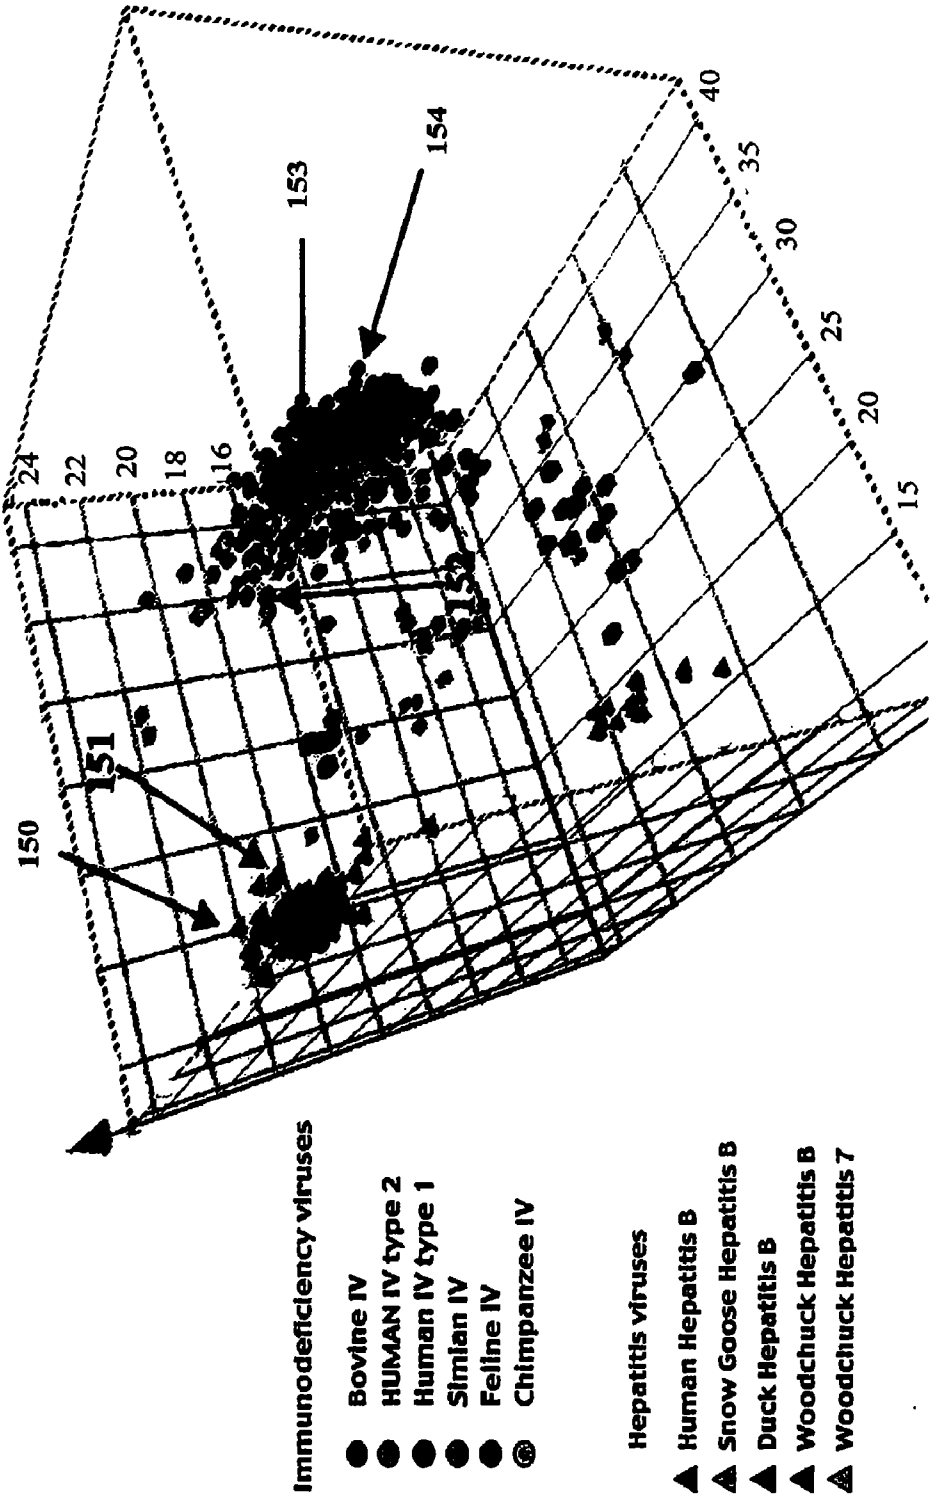 Immunodeficiency viruses
Bovine IV
HUMAN IV type 2
Human IV type 1
Simian IV
Feline IV
Chimpanzee IV
Hepatitis viruses
Human Hepatitis B
Snow Goose Hepatitis B
Duck Hepatitis B
Woodchuck Hepatitis B
Woodchuck Hepatitis 7
150
151
152
153
154
24
22
20
18
16
40
35
30
25
20
15